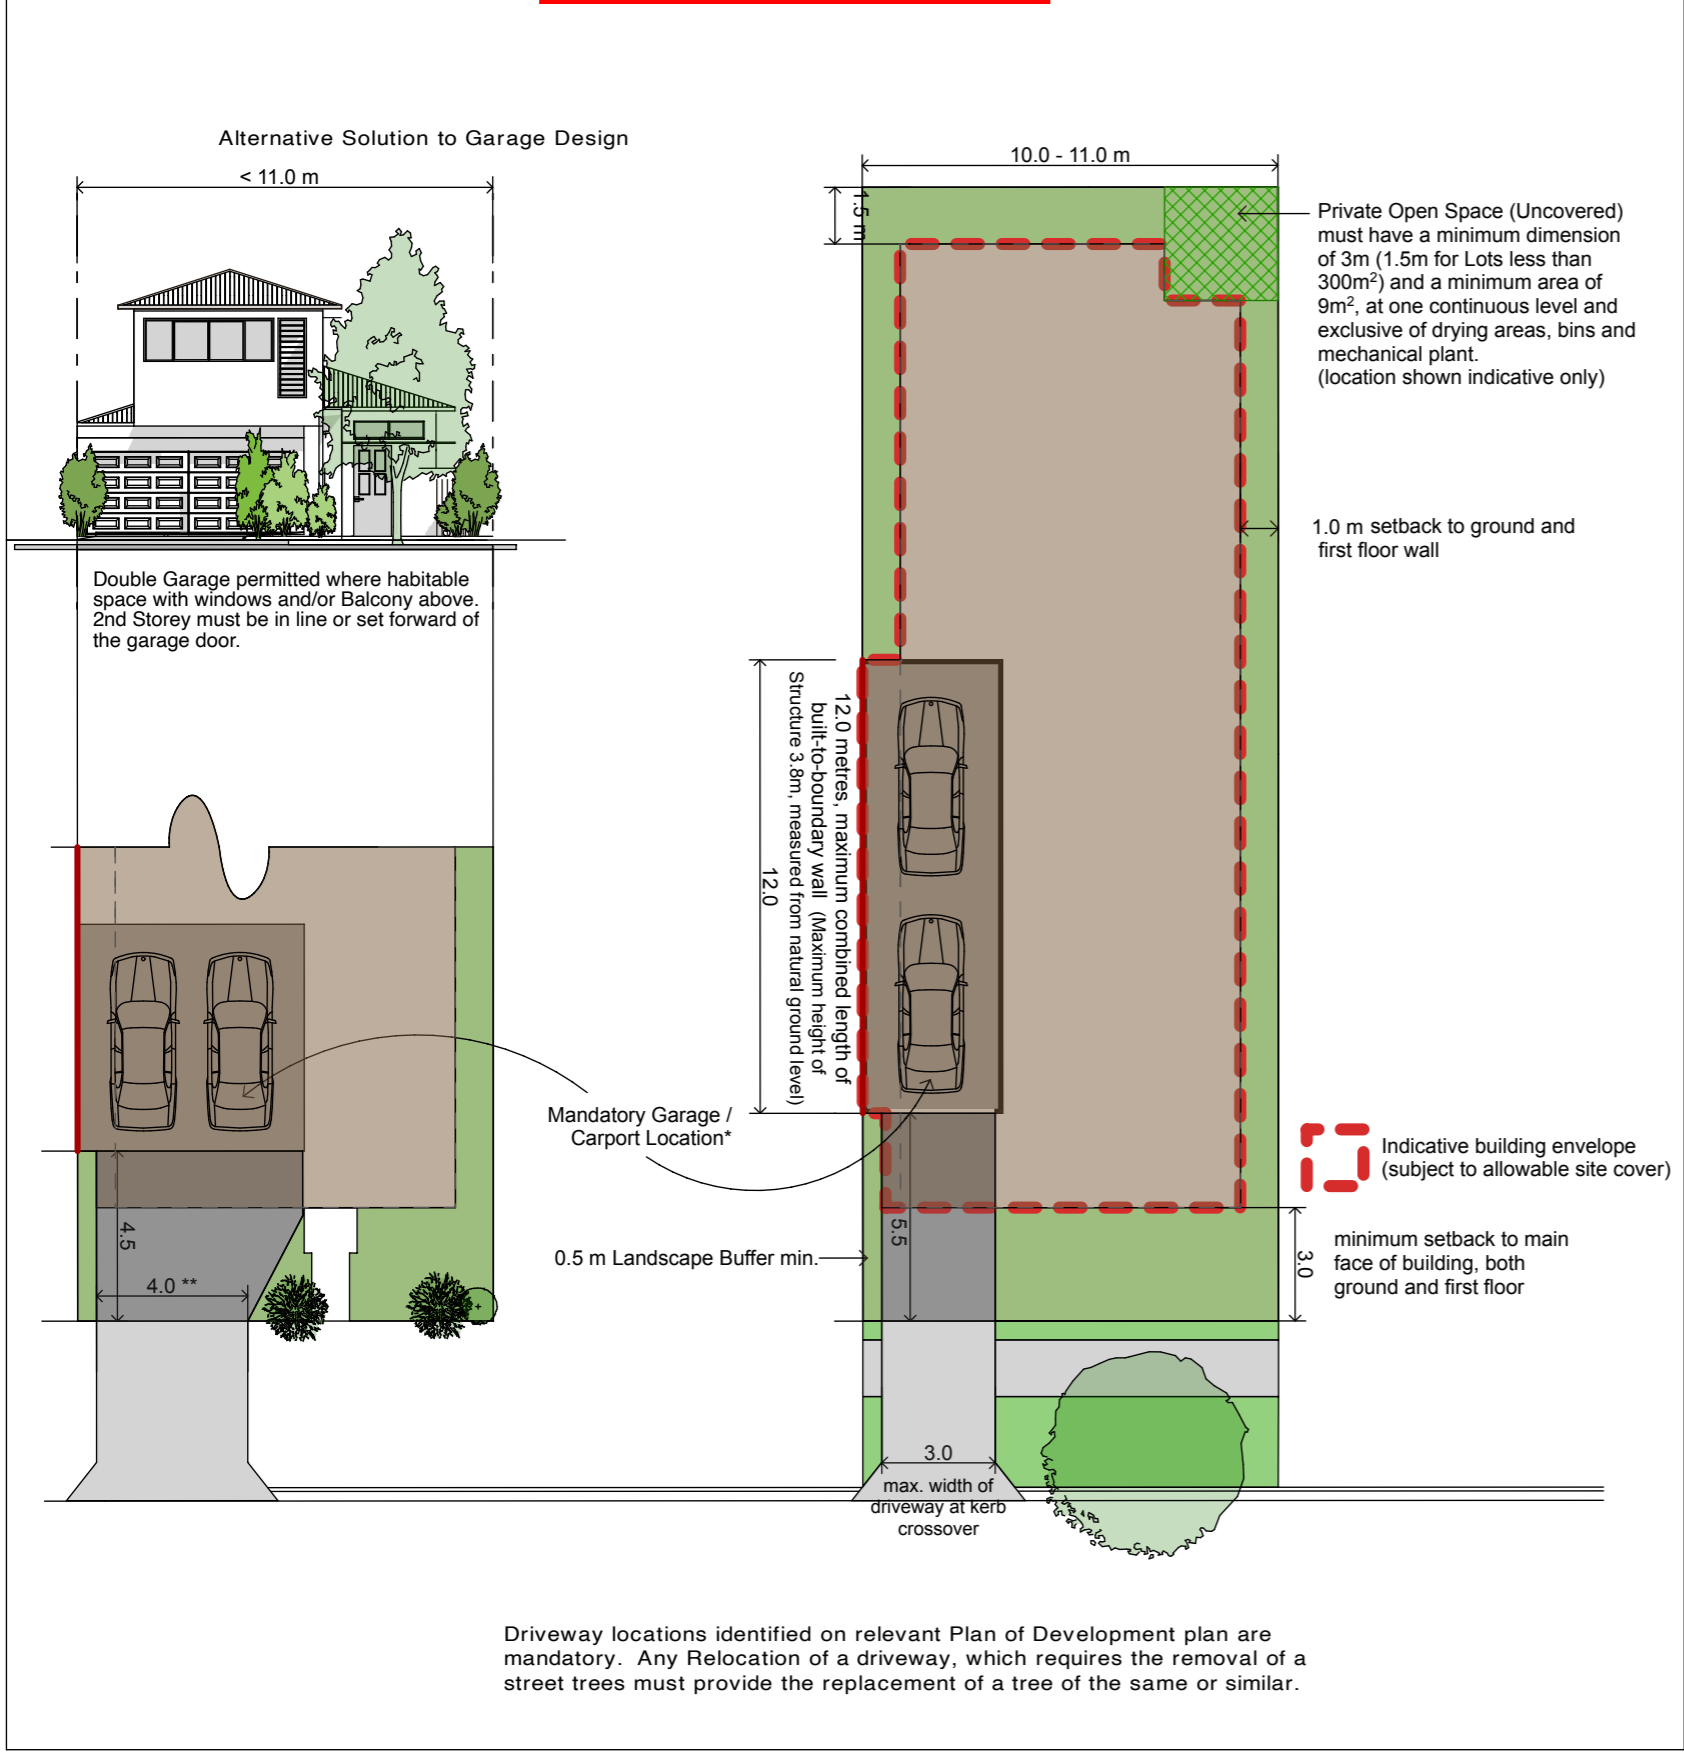 Alternative Solution to Garage Design
< 11.0 m
Double Garage permitted where habitable
space with windows and/or Balcony above.
2nd Storey must be in line or set forward of
the garage door.
4.5
4.0 **
Mandatory Garage /
Carport Location*
10.0 - 11.0 m
1.5 m
Private Open Space (Uncovered)
must have a minimum dimension
of 3m (1.5m for Lots less than
300m²) and a minimum area of
9m², at one continuous level and
exclusive of drying areas, bins and
mechanical plant.
(location shown indicative only)
1.0 m setback to ground and
first floor wall
12.0 metres, maximum combined length of
built-to-boundary wall (Maximum height of
Structure 3.8m, measured from natural ground level)
12.0
Indicative building envelope
(subject to allowable site cover)
0.5 m Landscape Buffer min.
5.5
3.0
minimum setback to main
face of building, both
ground and first floor
3.0
max. width of
driveway at kerb
crossover
Driveway locations identified on relevant Plan of Development plan are
mandatory. Any Relocation of a driveway, which requires the removal of a
street trees must provide the replacement of a tree of the same or similar.